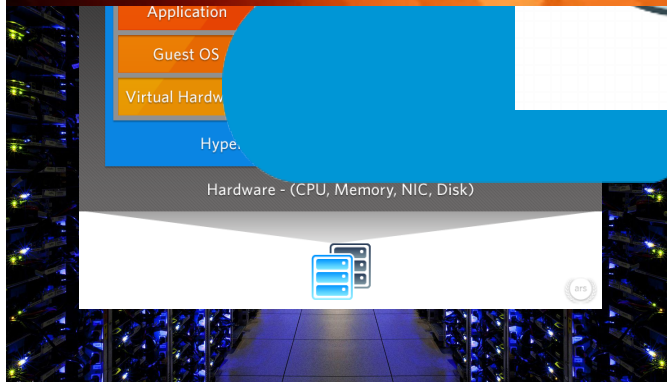 Application
Guest OS
Virtual Hardw
Hype
Hardware - (CPU, Memory, NIC, Disk)
ars